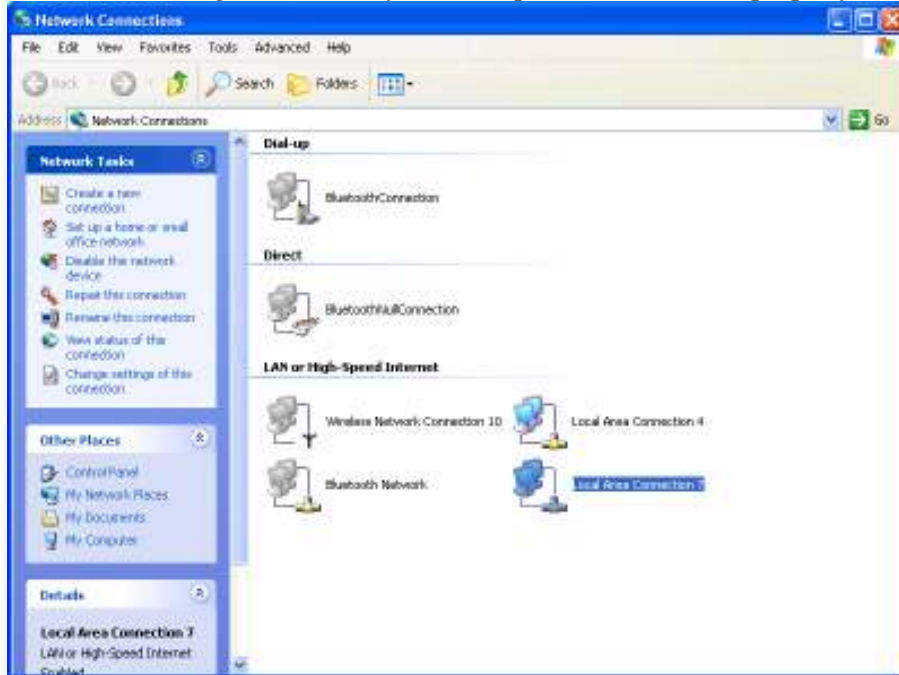 Network Connections
File Edit View Favorites Tools Advanced Help
Back Search Folders
Address Network Connections Go
Network Tasks
Create a new
connection
Set up a home or small
office network
Disable this network
device
Repair this connection
Rename this connection
View status of this
connection
Change settings of this
connection
Other Places
Control Panel
My Network Places
My Documents
My Computer
Details
Local Area Connection 7
LAN or High-Speed Internet
Enabled
Dial-up
BluetoothConnection
Direct
BluetoothNullConnection
LAN or High-Speed Internet
Wireless Network Connection 10 Local Area Connection 4
Bluetooth Network Local Area Connection 7